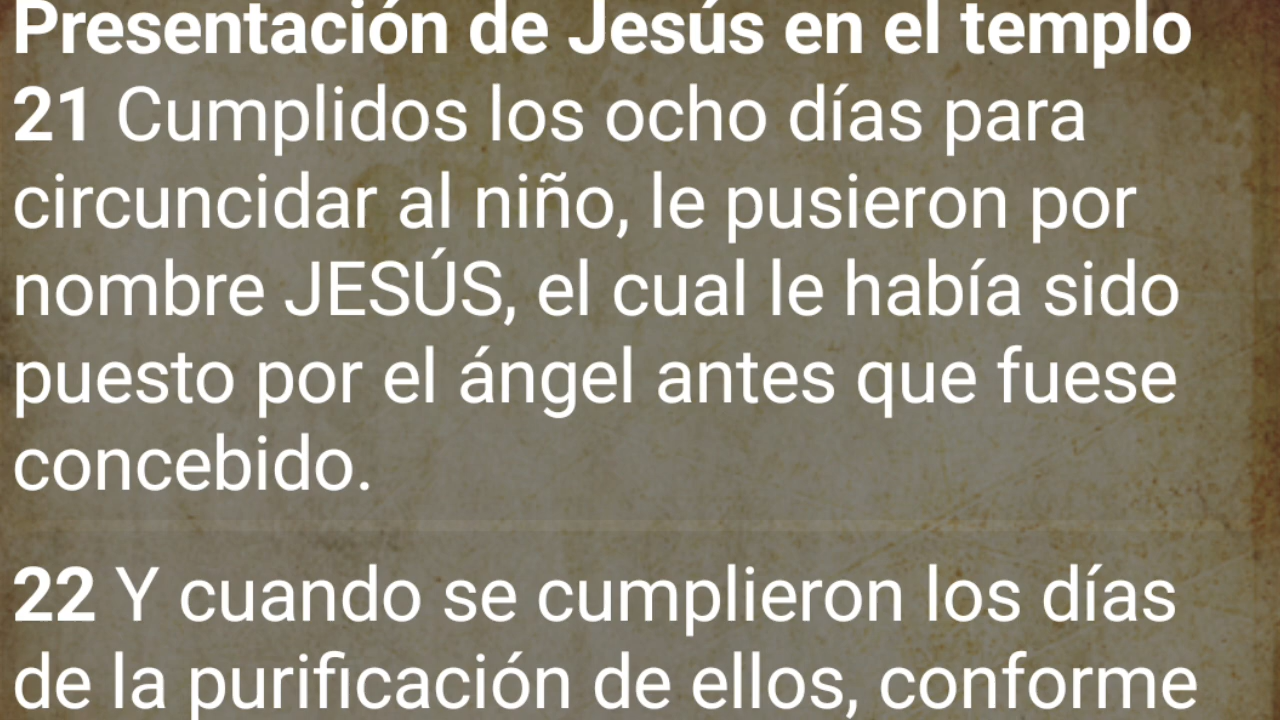 Presentación de Jesús en el templo
21 Cumplidos los ocho días para
circuncidar al niño, le pusieron por
nombre JESÚS, el cual le había sido
puesto por el ángel antes que fuese
concebido.
22 Y cuando se cumplieron los días
de la purificación de ellos, conforme